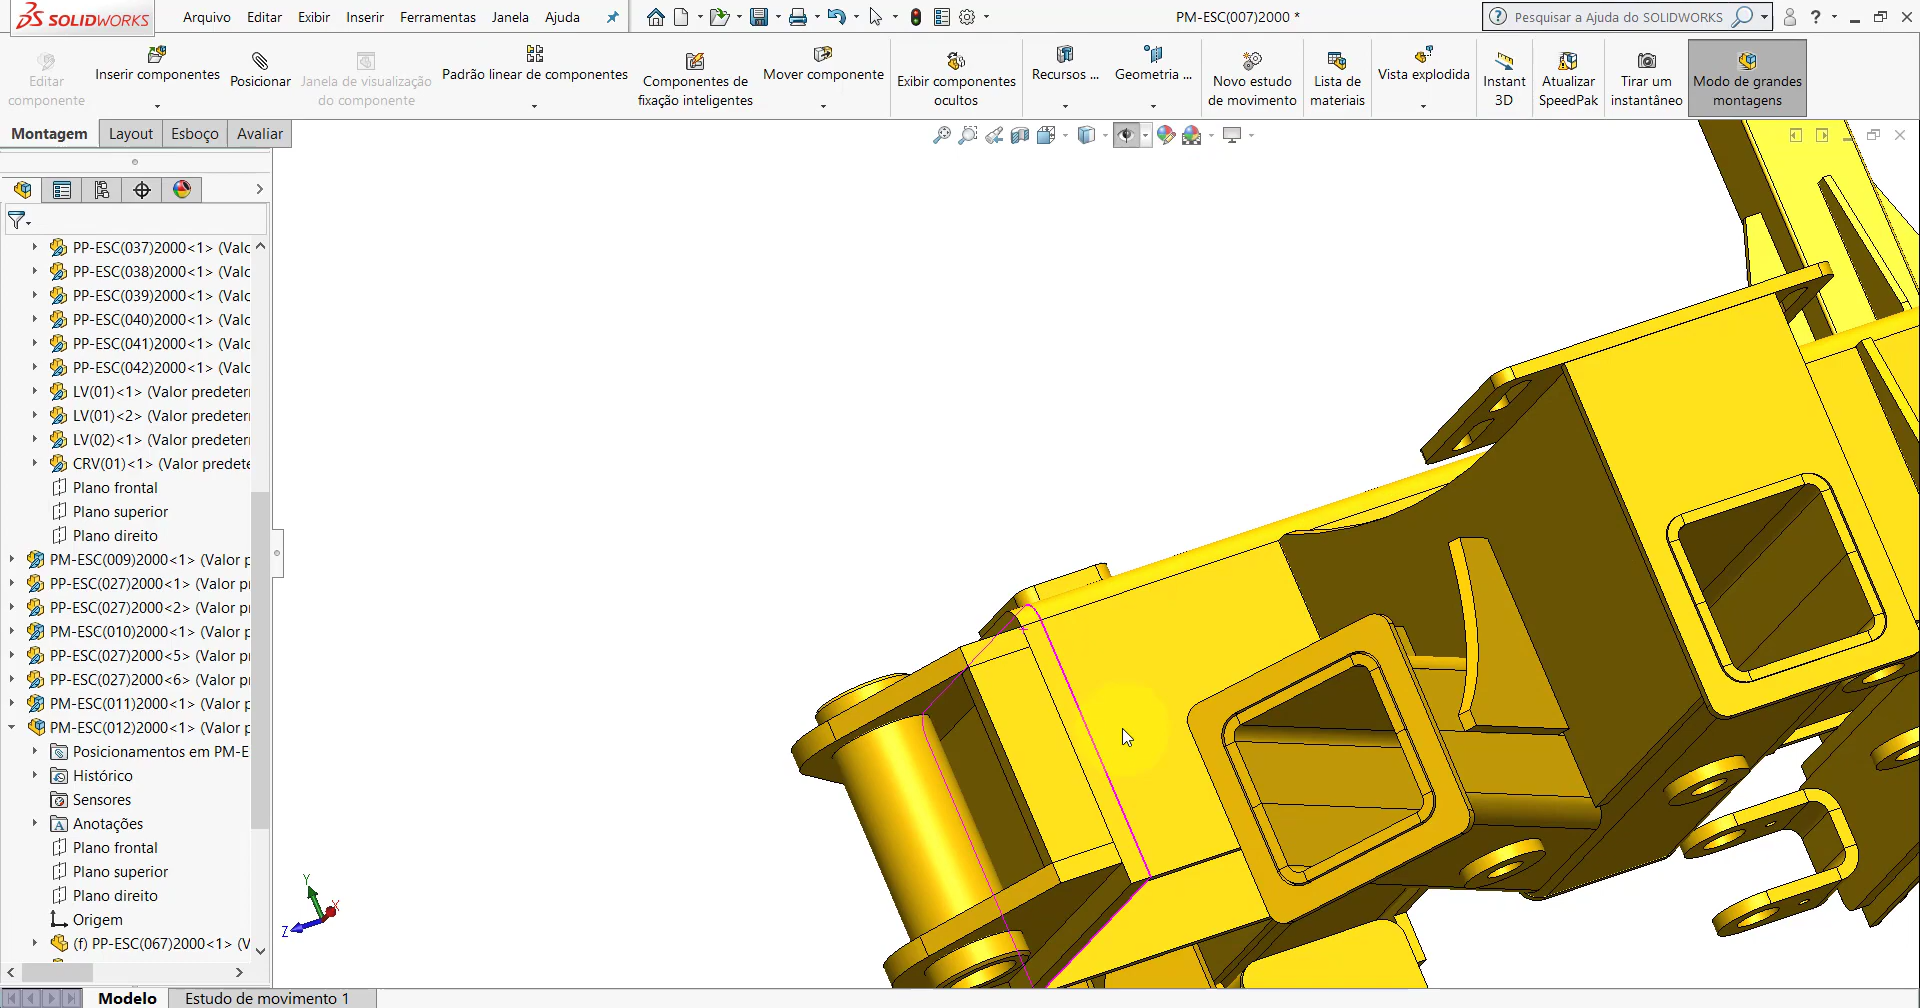 SOLIDWORKS
Arquivo Editar Exibir Inserir Ferramentas Janela Ajuda
PM-ESC(007)2000 *
Pesquisar a Ajuda do SOLIDWORKS
Editar componente
Inserir componentes
Posicionar
Janela de visualização do componente
Padrão linear de componentes
Componentes de fixação inteligentes
Mover componente
Exibir componentes ocultos
Recursos ...
Geometria ...
Novo estudo de movimento
Lista de materiais
Vista explodida
Instant 3D
Atualizar SpeedPak
Tirar um instantâneo
Modo de grandes montagens
Montagem Layout Esboço Avaliar
PP-ESC(037)2000<1> (Valc
PP-ESC(038)2000<1> (Valc
PP-ESC(039)2000<1> (Valc
PP-ESC(040)2000<1> (Valc
PP-ESC(041)2000<1> (Valc
PP-ESC(042)2000<1> (Valc
LV(01)<1> (Valor predeter
LV(01)<2> (Valor predeter
LV(02)<1> (Valor predeter
CRV(01)<1> (Valor predete
Plano frontal
Plano superior
Plano direito
PM-ESC(009)2000<1> (Valor p
PP-ESC(027)2000<1> (Valor p
PP-ESC(027)2000<2> (Valor p
PM-ESC(010)2000<1> (Valor p
PP-ESC(027)2000<5> (Valor p
PP-ESC(027)2000<6> (Valor p
PM-ESC(011)2000<1> (Valor p
PM-ESC(012)2000<1> (Valor p
Posicionamentos em PM-E
Histórico
Sensores
Anotações
Plano frontal
Plano superior
Plano direito
Origem
(f) PP-ESC(067)2000<1> (V
Y
X
Z
Modelo Estudo de movimento 1